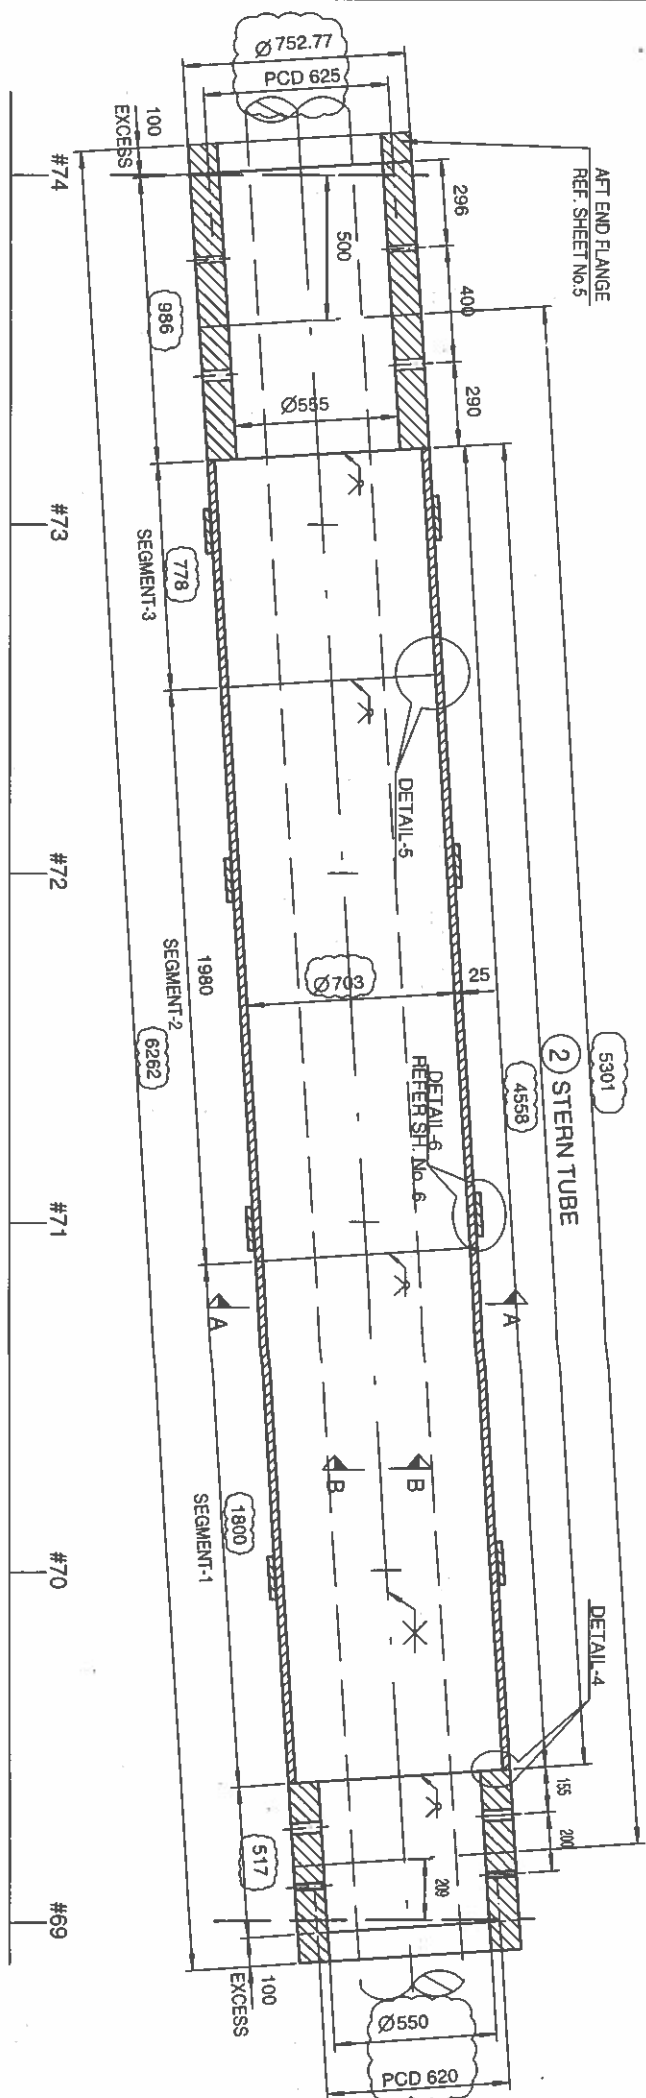 Ø752.77
PCD 625
100
EXCESS
#74
AFT END FLANGE
REF. SHEET No.5
296
500
400
986
290
Ø555
#73
778
SEGMENT-3
DETAIL-5
#72
1980
SEGMENT-2
Ø703
25
6262
5301
4558
2 STERN TUBE
DETAIL-6
REFER SH. No. 6
#71
A
A
B
B
1800
SEGMENT-1
#70
DETAIL-4
155
200
517
209
#69
100
EXCESS
Ø550
PCD 620